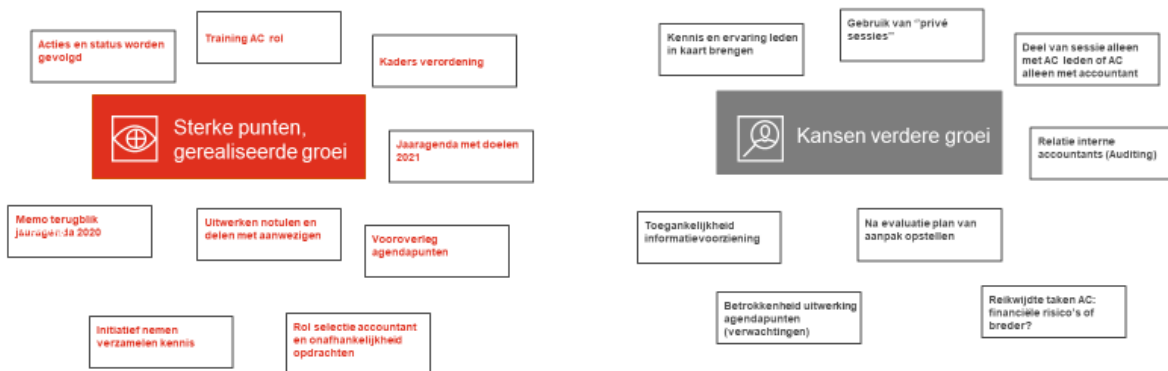 Acties en status worden
gevolgd
Training AC rol
Kaders verordening
Sterke punten,
gerealiseerde groei
Jaaragenda met doelen
2021
Memo terugblik
jaaragenda 2020
Uitwerken notulen en
delen met aanwezigen
Vooroverleg
agendapunten
Initiatief nemen
verzamelen kennis
Rol selectie accountant
en onafhankelijkheid
opdrachten
Kennis en ervaring leden
in kaart brengen
Gebruik van "privé
sessies"
Deel van sessie alleen
met AC leden of AC
alleen met accountant
Kansen verdere groei
Relatie interne
accountants (Auditing)
Toegankelijkheid
informatievoorziening
Na evaluatie plan van
aanpak opstellen
Betrokkenheid uitwerking
agendapunten
(verwachtingen)
Reikwijdte taken AC:
financiële risico's of
breder?